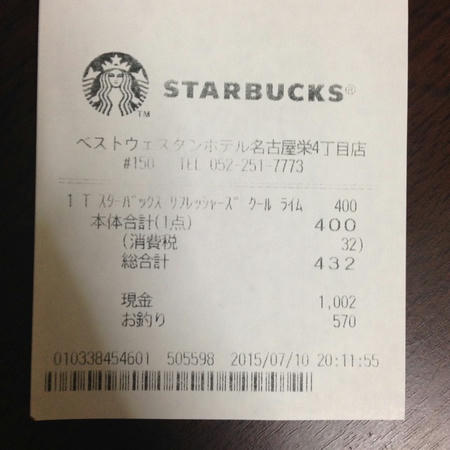 STARBUCKS®
TM
ベストウェスタンホテル名古屋栄4丁目店
#150 TEL 052-251-7773
1 T ｽﾀｰﾊﾞｯｸｽ ﾘﾌﾚｯｼｬｰｽﾞ ｸｰﾙ ﾗｲﾑ 400
本体合計(1点) 400
(消費税 32)
総合計 432
現金 1,002
お釣り 570
010338454601 505598 2015/07/10 20:11:55